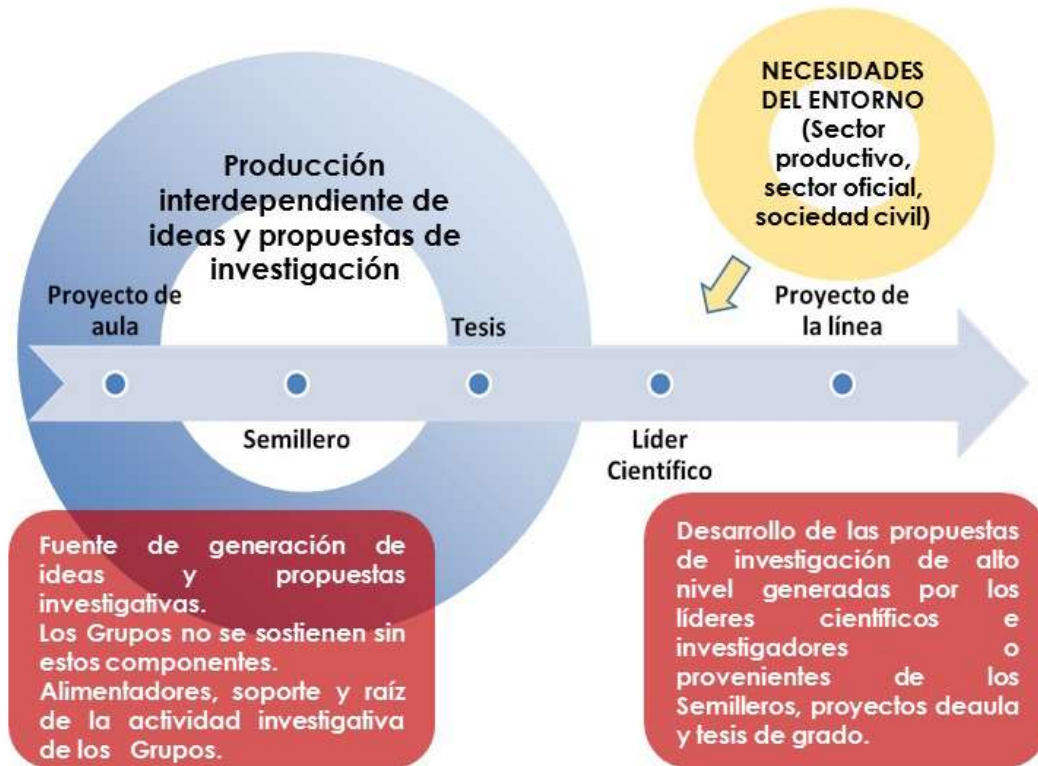 NECESIDADES
DEL ENTORNO
(Sector
productivo,
sector oficial,
sociedad civil)
Producción
interdependiente de
ideas y propuestas de
investigación
Proyecto de
aula
Tesis
Proyecto de
la línea
Semillero
Líder
Científico
Fuente de generación de
ideas y propuestas
investigativas.
Los Grupos no se sostienen sin
estos componentes.
Alimentadores, soporte y raíz
de la actividad investigativa
de los Grupos.
Desarrollo de las propuestas
de investigación de alto
nivel generadas por los
líderes científicos e
investigadores o
provenientes de los
Semilleros, proyectos deaula
y tesis de grado.